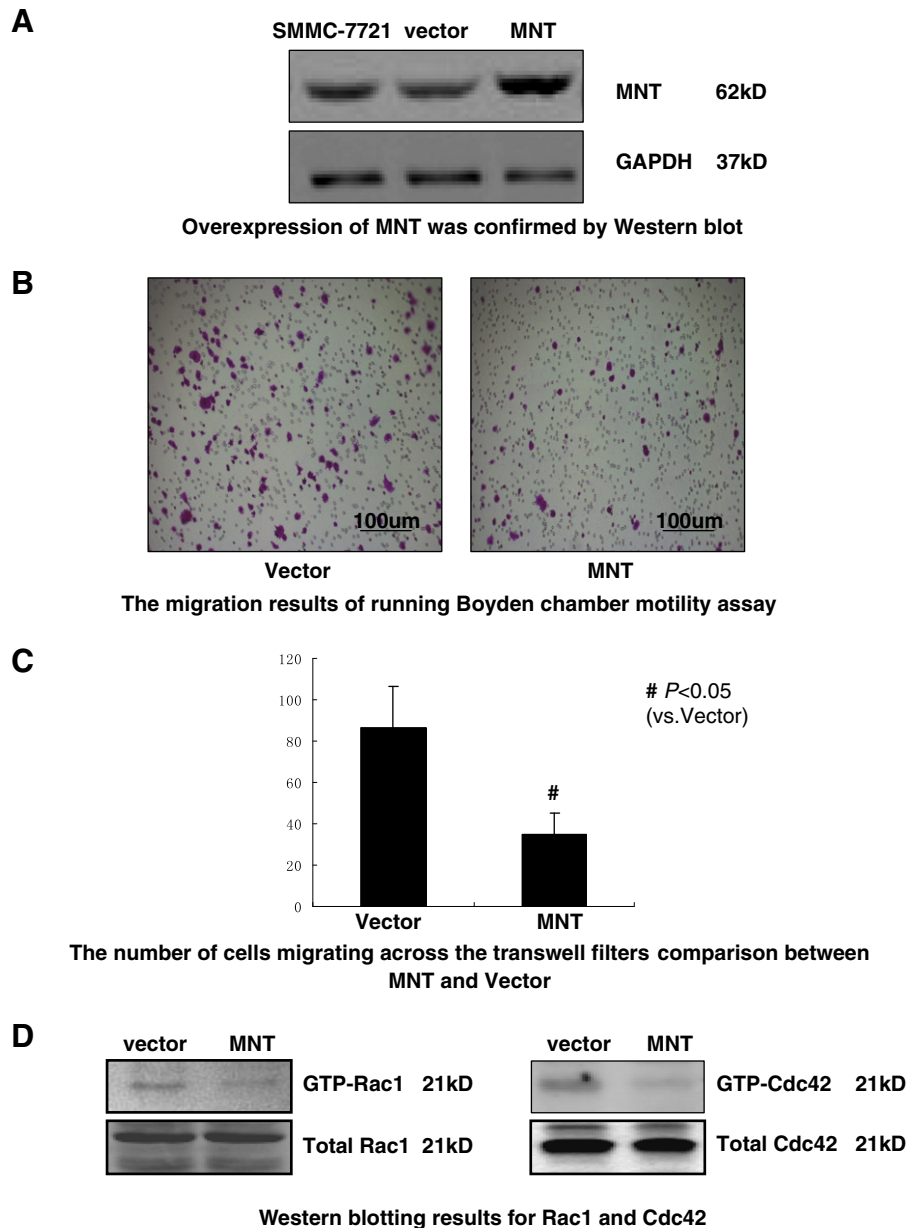 A
SMMC-7721 vector MNT
MNT 62kD
GAPDH 37kD
Overexpression of MNT was confirmed by Western blot
B
100um 100um
Vector MNT
The migration results of running Boyden chamber motility assay
C
120
100
80
60
40
20
0
# P<0.05
(vs.Vector)
#
Vector MNT
The number of cells migrating across the transwell filters comparison between
MNT and Vector
D
vector MNT
GTP-Rac1 21kD
Total Rac1 21kD
vector MNT
GTP-Cdc42 21kD
Total Cdc42 21kD
Western blotting results for Rac1 and Cdc42